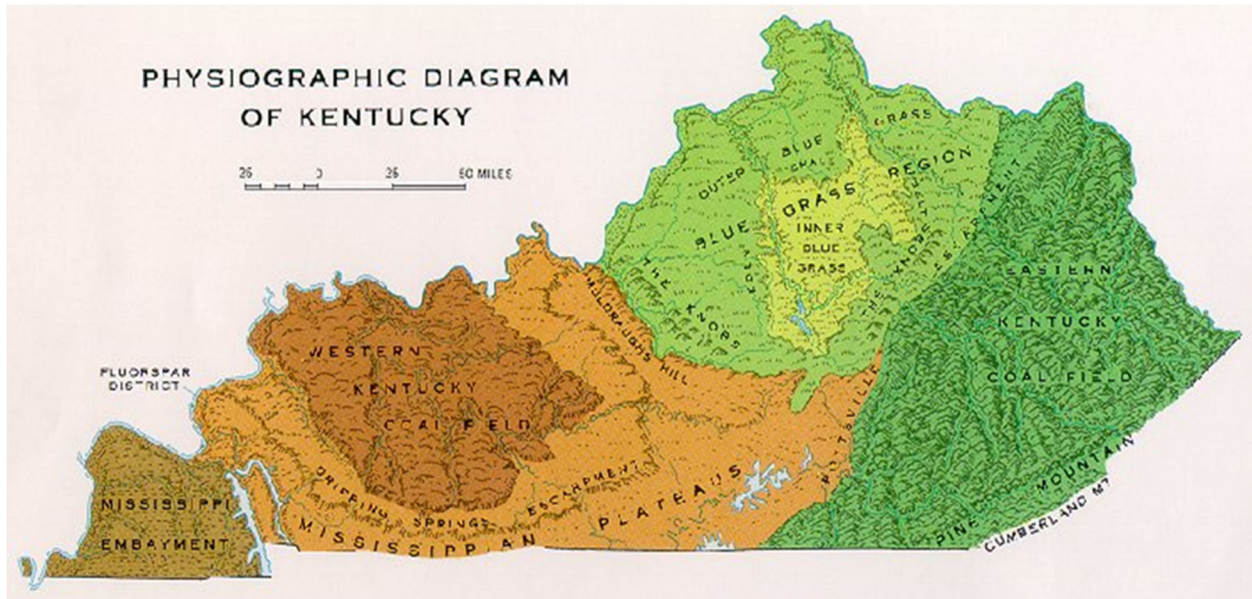 PHYSIOGRAPHIC DIAGRAM
OF KENTUCKY
25 0 25 50 MILES
OUTER BLUE GRASS
BLUE GRASS REGION
INNER
BLUE
GRASS
THE KNOBS
THE KNOBS
MULDRAUGHS HILL
ESCARPMENT
EASTERN
KENTUCKY
COAL FIELD
WESTERN
KENTUCKY
COAL FIELD
FLUORSPAR
DISTRICT
MISSISSIPPI
EMBAYMENT
DRIPPING SPRINGS ESCARPMENT
MISSISSIPPIAN PLATEAUS
PINE MOUNTAIN
CUMBERLAND MT